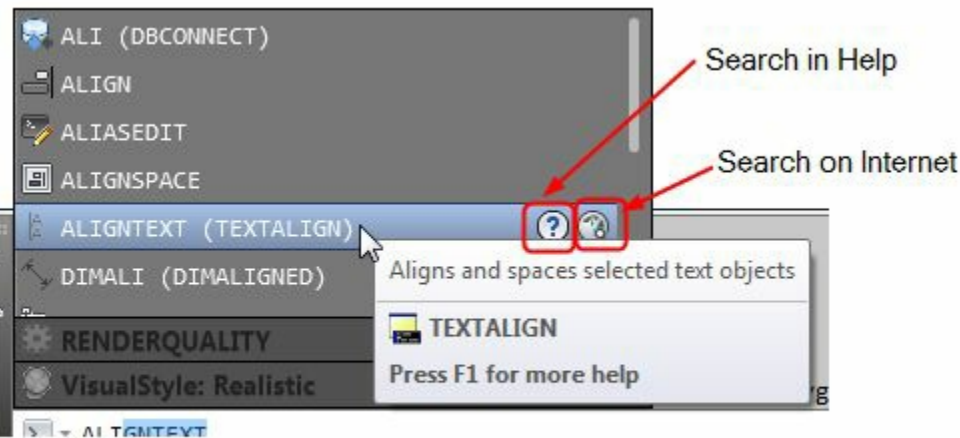 ALI (DBCONNECT)
ALIGN
ALIASEDIT
ALIGNSPACE
ALIGNTEXT (TEXTALIGN)
DIMALI (DIMALIGNED)
RENDERQUALITY
VisualStyle: Realistic
ALIGNTEXT
Search in Help
Search on Internet
Aligns and spaces selected text objects
TEXTALIGN
Press F1 for more help